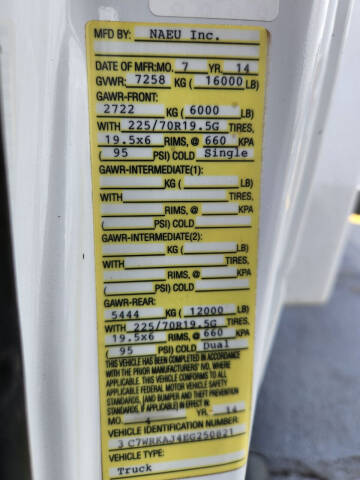 MFD BY: NAEU Inc.
DATE OF MFR:MO. 7 YR. 14
GVWR: 7258 KG ( 16000 LB)
GAWR-FRONT:
2722 KG ( 6000 LB)
WITH 225/70R19.5G TIRES,
19.5x6 RIMS, @ 660 KPA
( 95 PSI) COLD Single
GAWR-INTERMEDIATE(1):
KG ( LB)
WITH TIRES,
RIMS, @ KPA
( PSI) COLD
GAWR-INTERMEDIATE(2):
KG ( LB)
WITH TIRES,
RIMS, @ KPA
( PSI) COLD
GAWR-REAR:
5444 KG ( 12000 LB)
WITH 225/70R19.5G TIRES,
19.5x6 RIMS, @ 660 KPA
( 95 PSI) COLD Dual
THIS VEHICLE HAS BEEN COMPLETED IN ACCORDANCE
WITH THE PRIOR MANUFACTURERS' IVD, WHERE
APPLICABLE. THIS VEHICLE CONFORMS TO ALL
APPLICABLE FEDERAL MOTOR VEHICLE SAFETY
STANDARDS, [AND BUMPER AND THEFT PREVENTION
STANDARDS, IF APPLICABLE] IN EFFECT IN
MO. 4 YR. 14
VEHICLE IDENTIFICATION NUMBER:
3 C7WRKAJ4EG250821
VEHICLE TYPE:
Truck